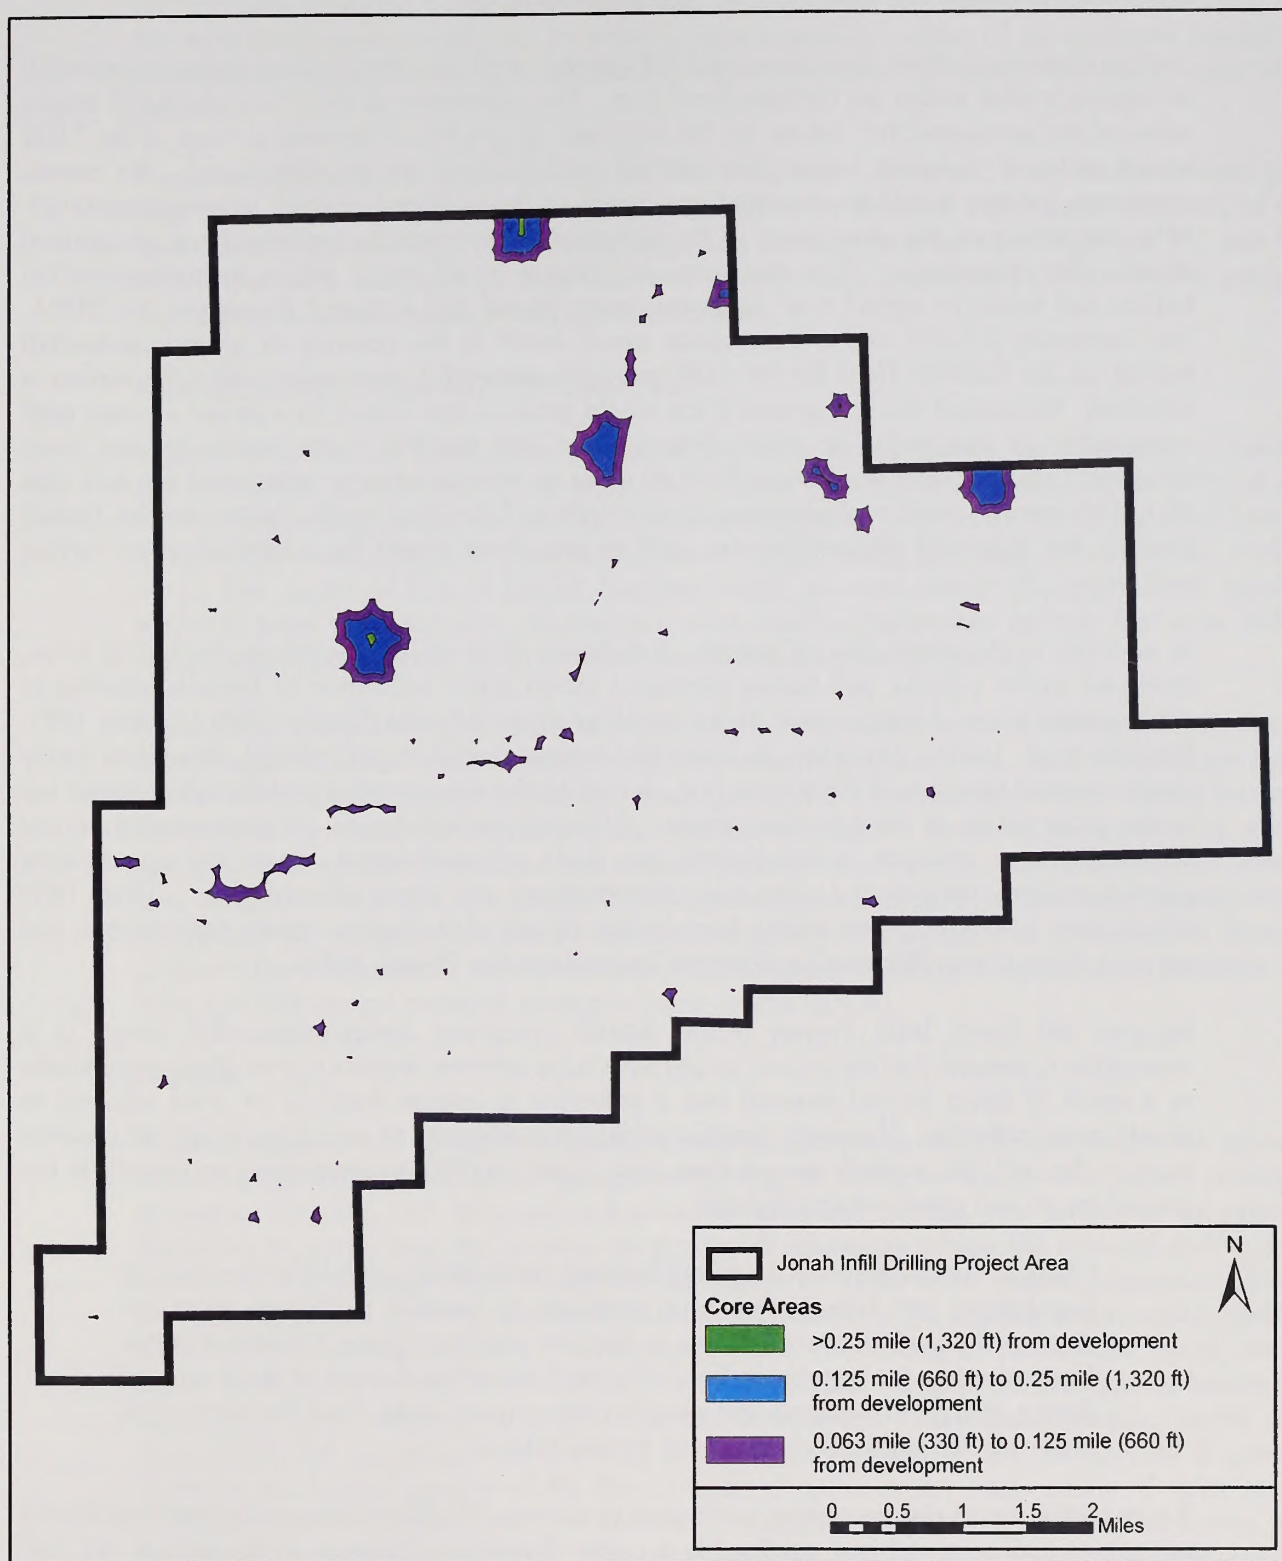 N
Jonah Infill Drilling Project Area
Core Areas
>0.25 mile (1,320 ft) from development
0.125 mile (660 ft) to 0.25 mile (1,320 ft)
from development
0.063 mile (330 ft) to 0.125 mile (660 ft)
from development
0 0.5 1 1.5 2
Miles